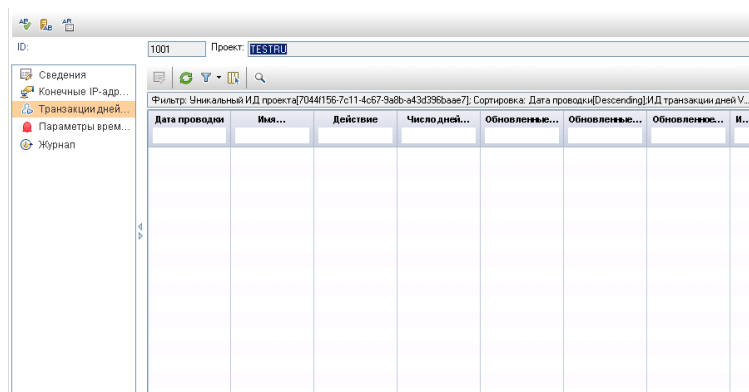 ID:
1001
Проект: TESTRU
Сведения
Конечные IP-адр...
Транзакции дней...
Параметры врем...
Журнал
Фильтр: Уникальный ИД проекта[7044f156-7c11-4c67-9a8b-a43d396baae7]; Сортировка: Дата проводки[Descending];ИД транзакции дней V...
Дата проводки Имя... Действие Число дней... Обновленные... Обновленные... Обновленное... И...